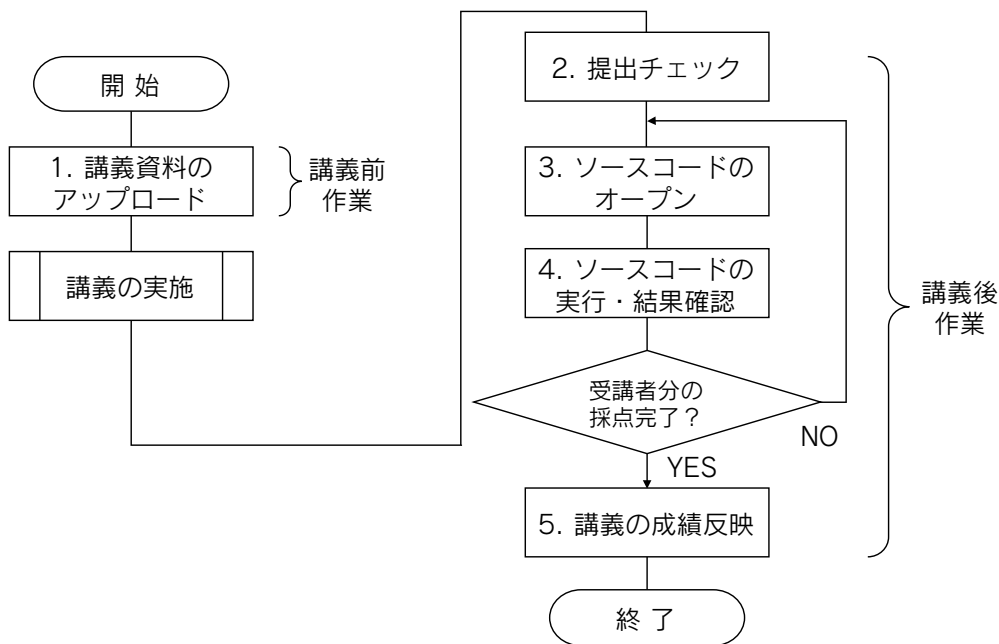 開 始
1. 講義資料の
アップロード
講義前
作業
講義の実施
2. 提出チェック
3. ソースコードの
オープン
4. ソースコードの
実行・結果確認
受講者分の
採点完了？
NO
YES
5. 講義の成績反映
終 了
講義後
作業